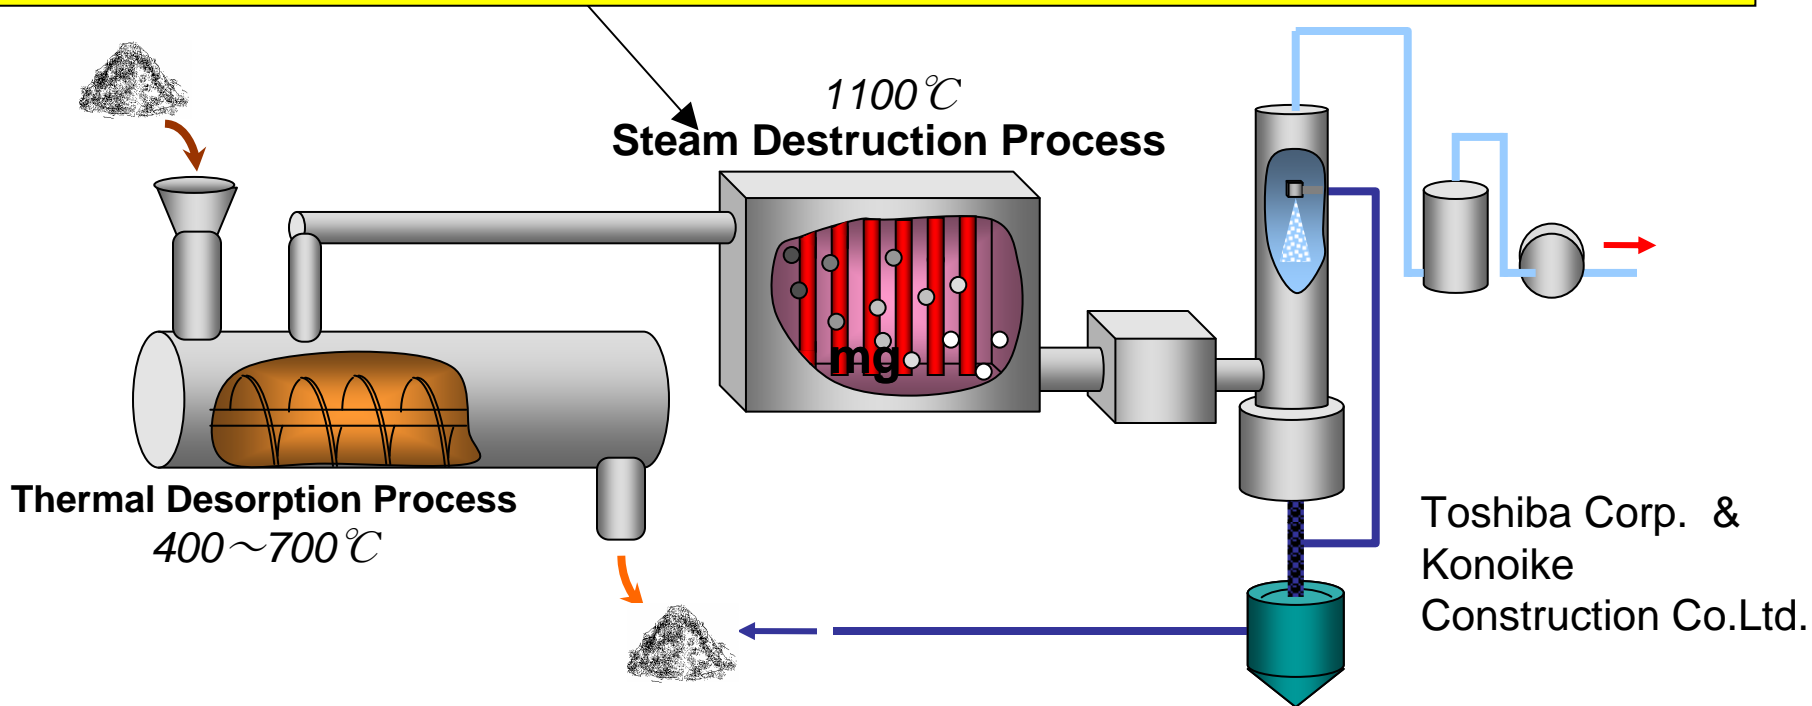 1100℃
Steam Destruction Process
mg
Thermal Desorption Process
400～700℃
Toshiba Corp. &
Konoike
Construction Co.Ltd.